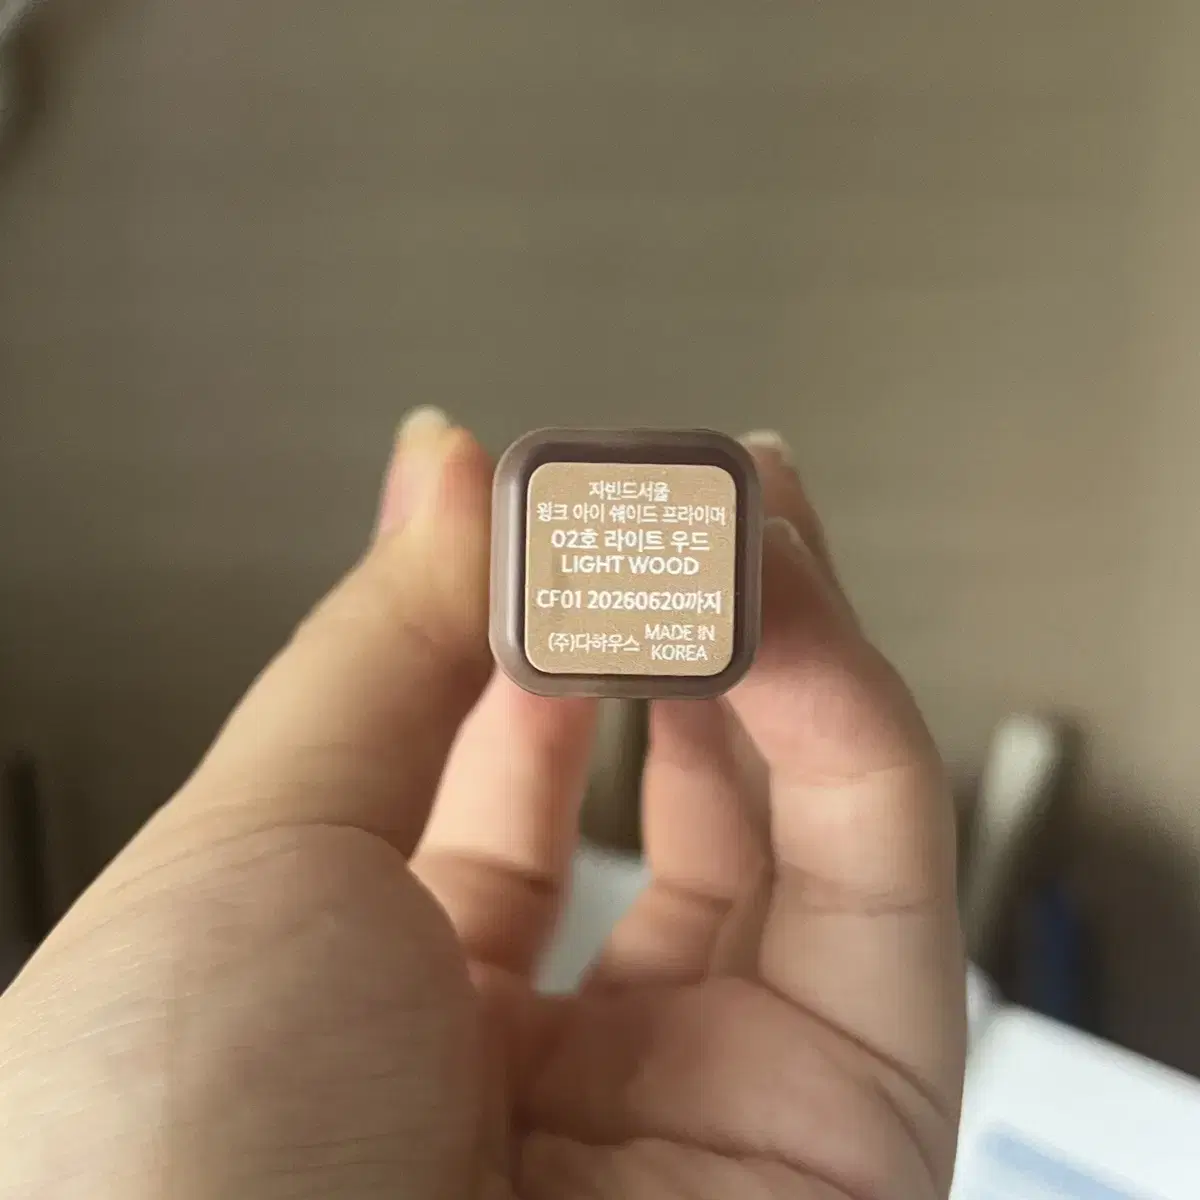 자빈드서울
윙크 아이 쉐이드 프라이머
02호 라이트 우드
LIGHT WOOD
CF01 20260620까지
(주)다하우스
MADE IN
KOREA